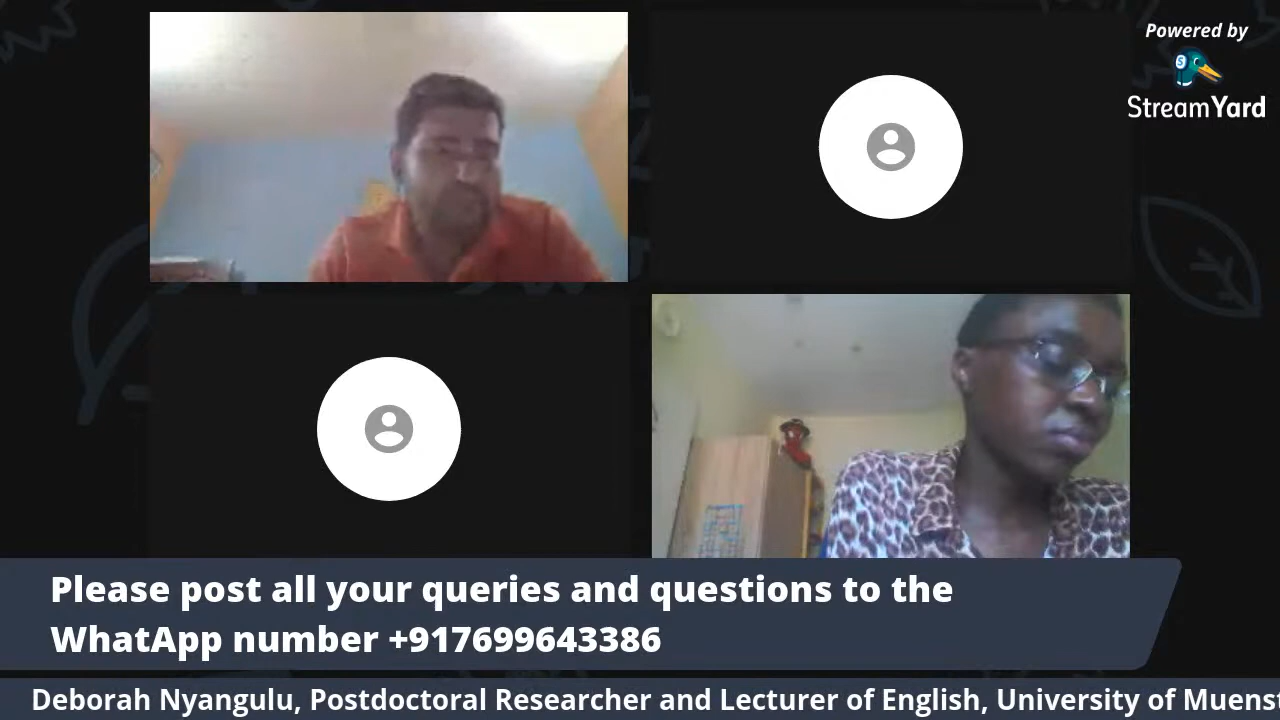 Powered by
StreamYard
Please post all your queries and questions to the
WhatApp number +917699643386
Deborah Nyangulu, Postdoctoral Researcher and Lecturer of English, University of Muens